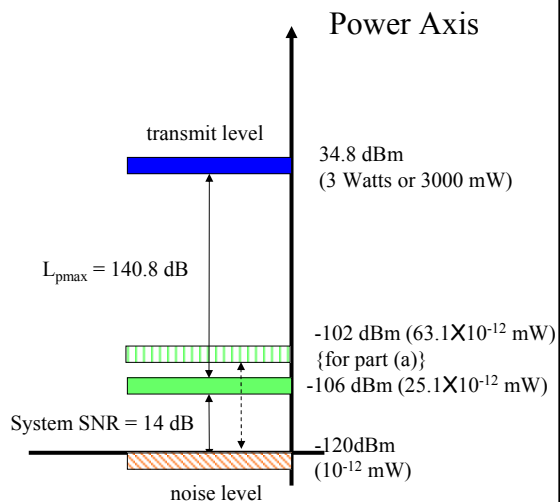 Power Axis
transmit level
34.8 dBm
(3 Watts or 3000 mW)
Lpmax = 140.8 dB
-102 dBm (63.1X10-12 mW)
{for part (a)}
-106 dBm (25.1X10-12 mW)
System SNR = 14 dB
-120dBm
(10-12 mW)
noise level